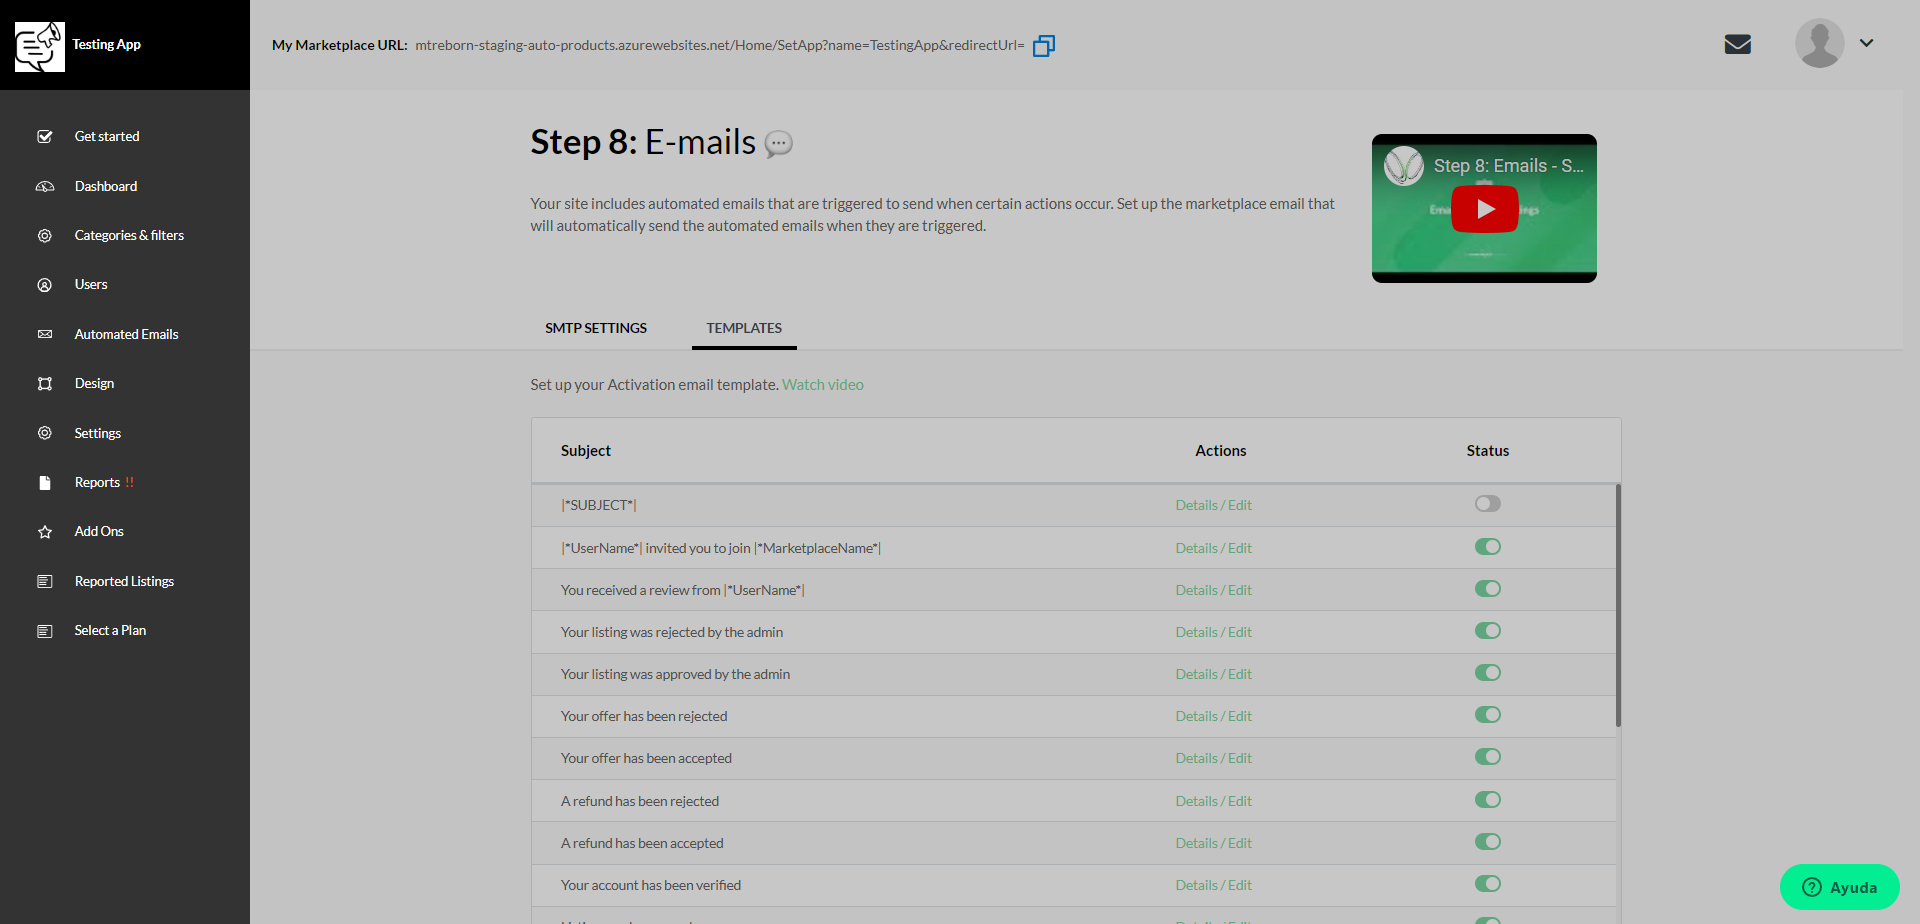 Testing App
My Marketplace URL: mtreborn-staging-auto-products.azurewebsites.net/Home/SetApp?name=TestingApp&redirectUrl=
Get started
Dashboard
Categories & filters
Users
Automated Emails
Design
Settings
Reports !!
Add Ons
Reported Listings
Select a Plan
Step 8: E-mails
Your site includes automated emails that are triggered to send when certain actions occur. Set up the marketplace email that
will automatically send the automated emails when they are triggered.
Step 8: Emails - S...
SMTP SETTINGS TEMPLATES
Set up your Activation email template. Watch video
Subject Actions Status
|*SUBJECT*| Details / Edit
|*UserName*| invited you to join |*MarketplaceName*| Details / Edit
You received a review from |*UserName*| Details / Edit
Your listing was rejected by the admin Details / Edit
Your listing was approved by the admin Details / Edit
Your offer has been rejected Details / Edit
Your offer has been accepted Details / Edit
A refund has been rejected Details / Edit
A refund has been accepted Details / Edit
Your account has been verified Details / Edit
Ayuda